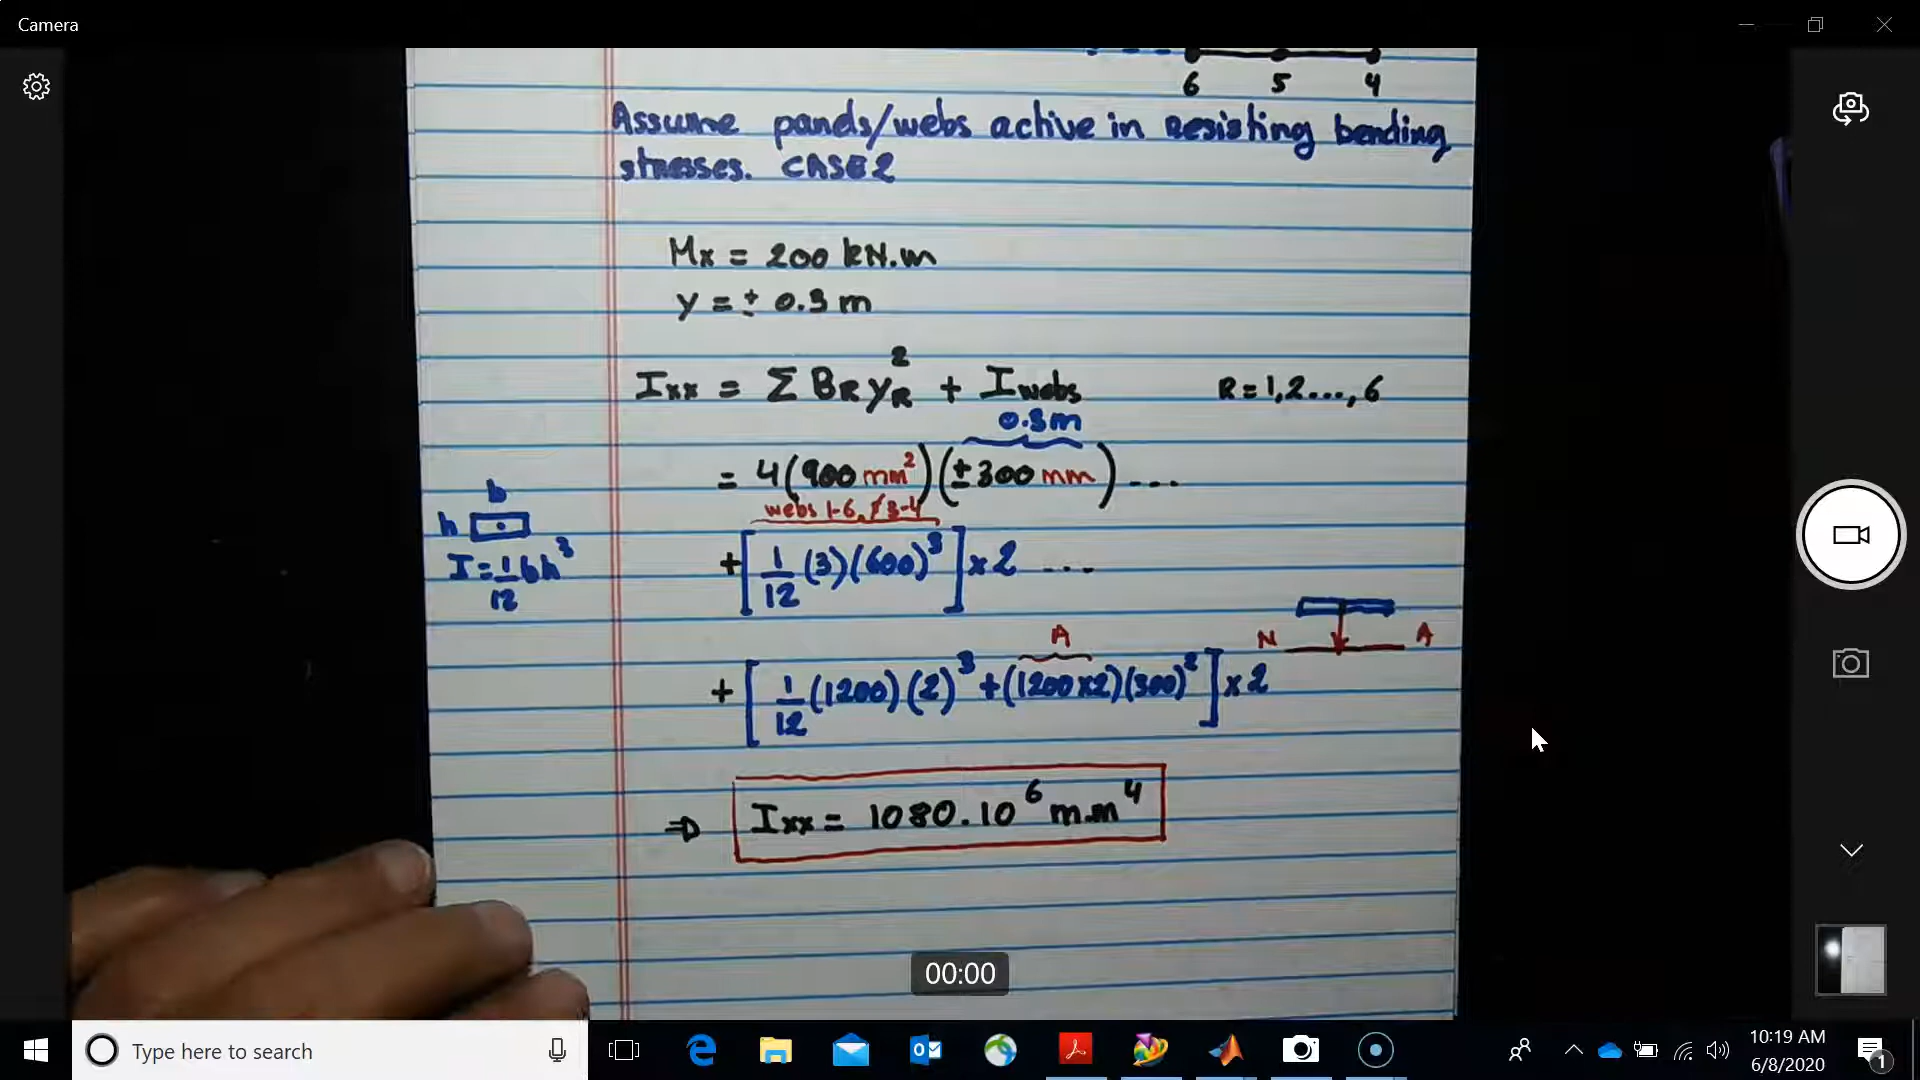 Camera
6 5 4
Assume panels/webs active in resisting bending
stresses. CASE 2
Mx = 200 kN.m
y = ± 0.3 m
Ixx = Σ BR yR² + Iwebs R = 1,2...,6
0.3m
= 4(900 mm²)(±300 mm) ...
webs 1-6, 3-4
b
h
I = 1/12 bh³
+ [1/12 (3)(600)³] x 2 ...
N A
A
+ [1/12 (1200)(2)³ + (1200x2)(300)²] x 2
⇒ Ixx = 1080.10⁶ m.m⁴
00:00
Type here to search
10:19 AM
6/8/2020
1